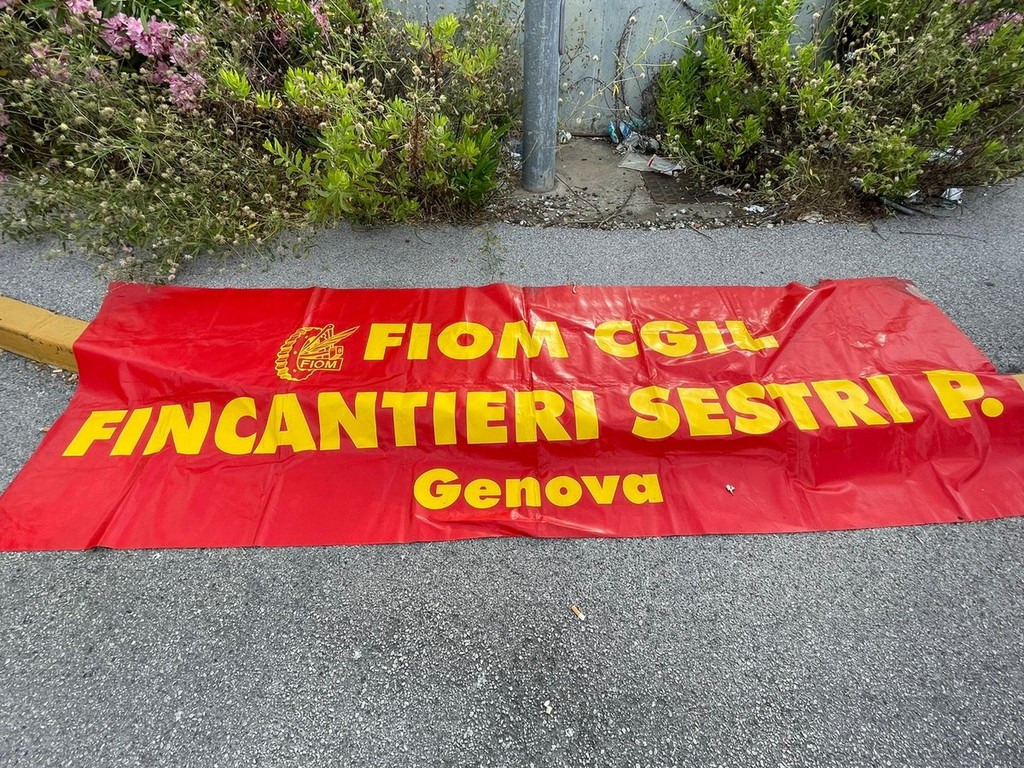 FIOM CGIL
FIOM
FINCANTIERI SESTRI P.
Genova